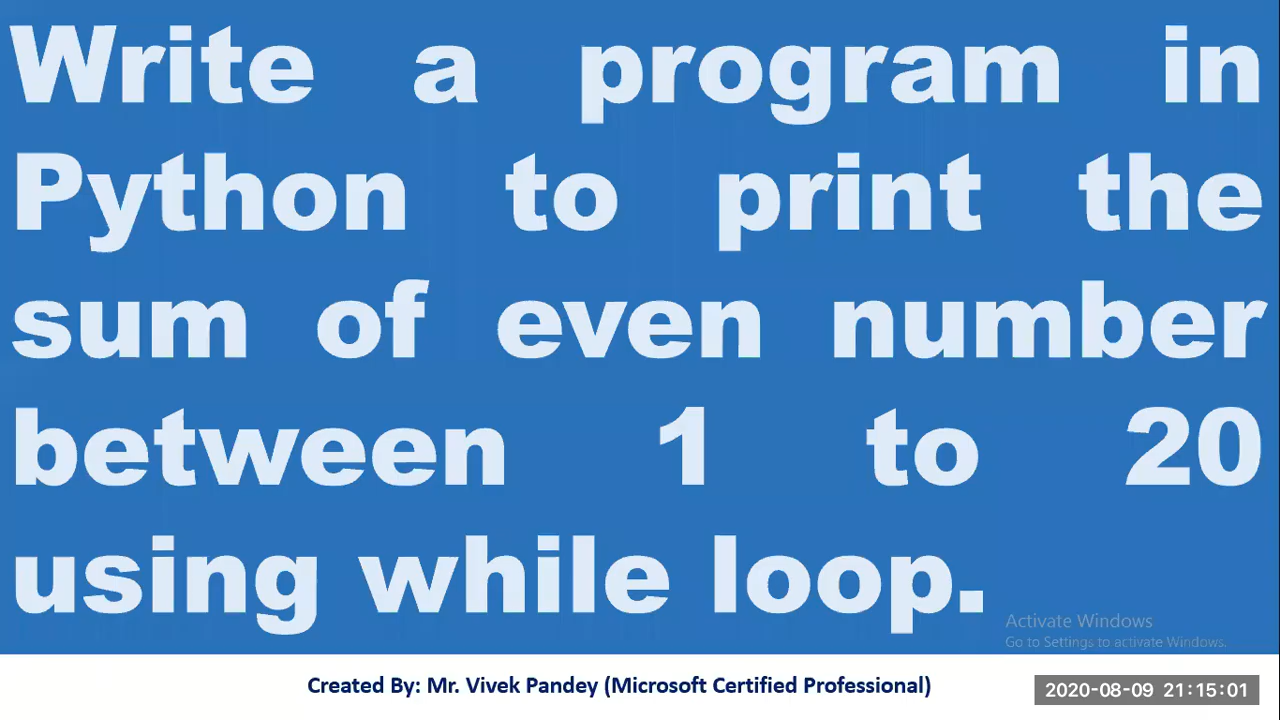 Write a program in
Python to print the
sum of even number
between 1 to 20
using while loop.
Activate Windows
Go to Settings to activate Windows.
Created By: Mr. Vivek Pandey (Microsoft Certified Professional)
2020-08-09 21:15:01